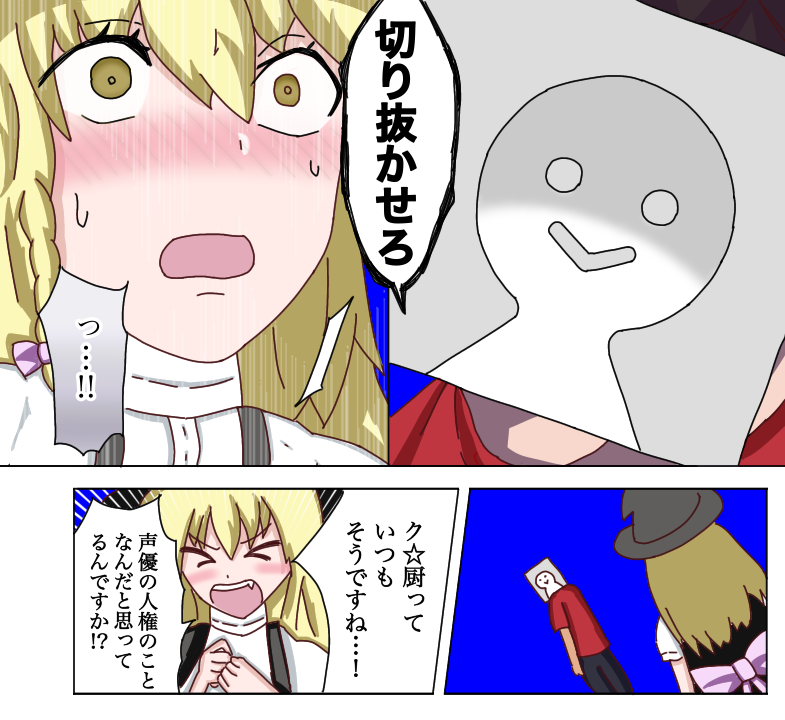 切り抜かせろ
っ…!!
ク☆厨って
いつも
そうですね…!
声優の人権のこと
なんだと思って
るんですか!?